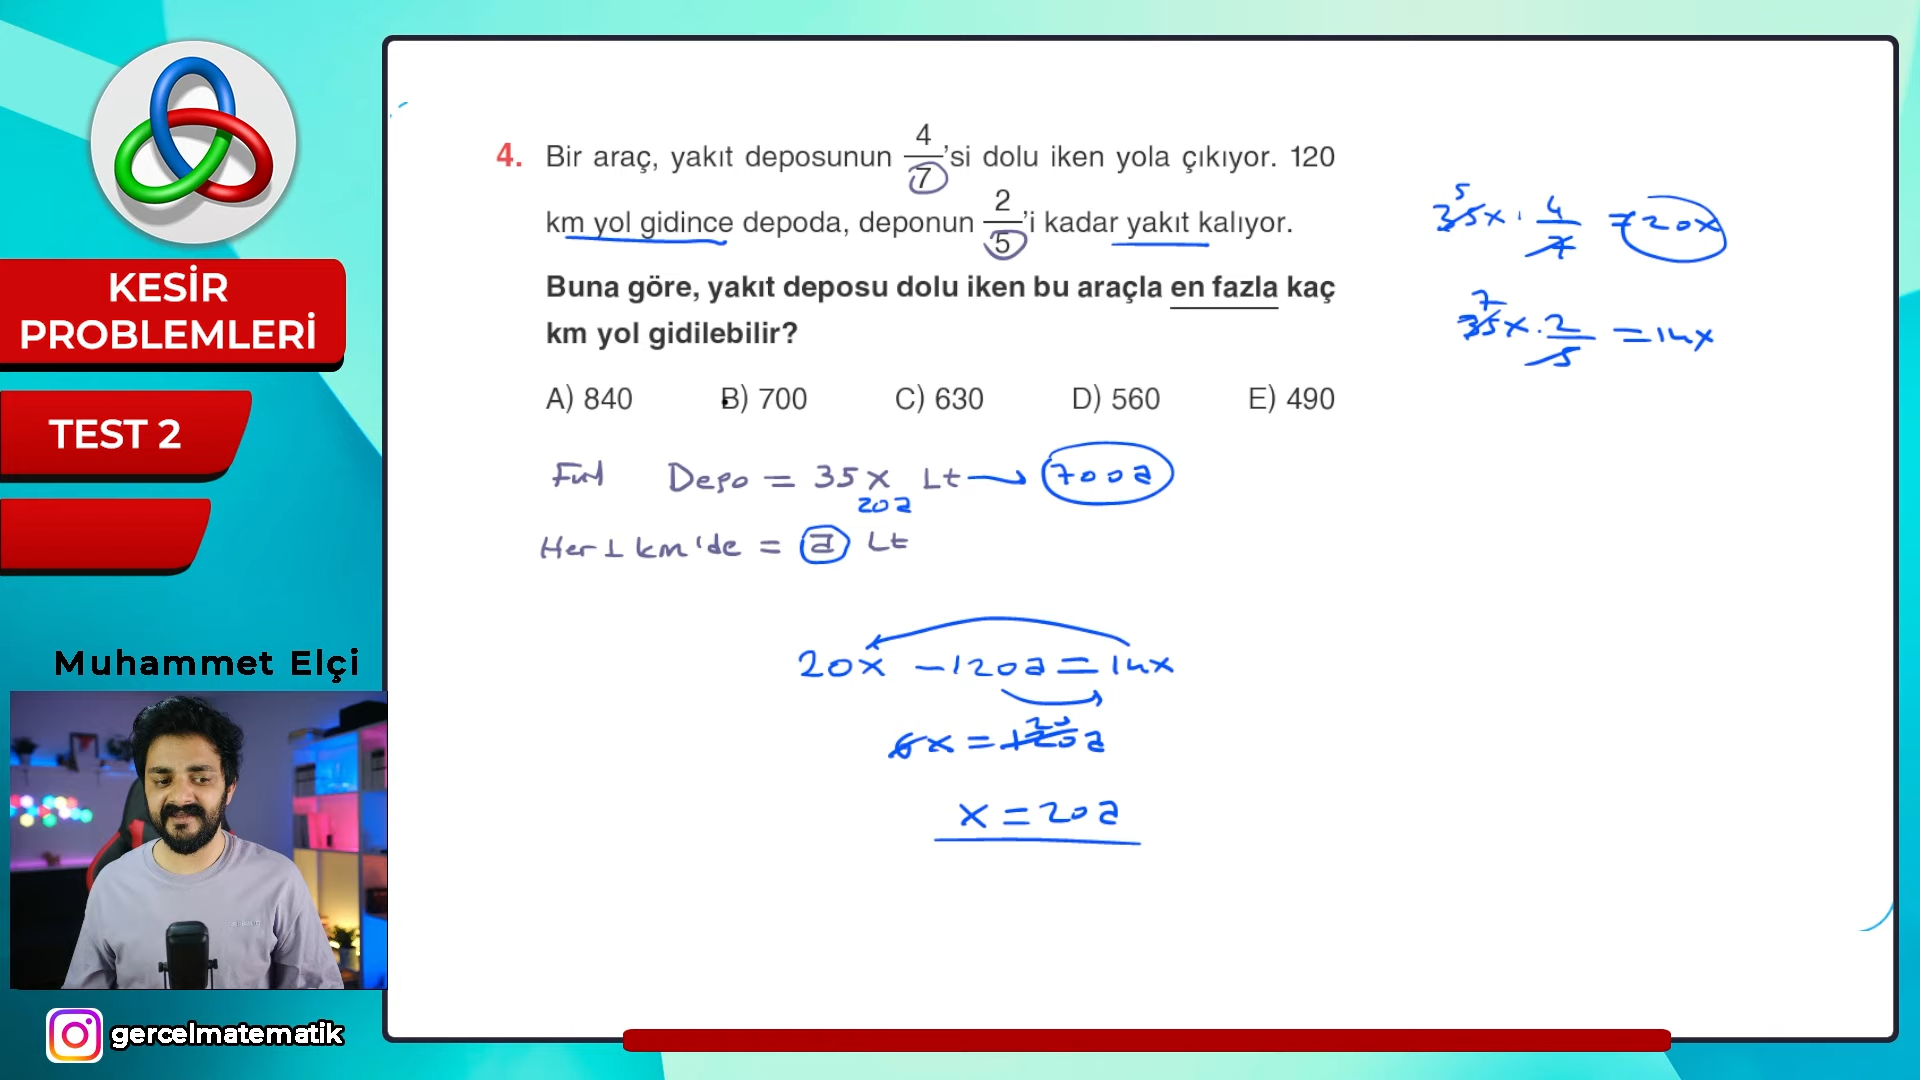 KESİR
PROBLEMLERİ
TEST 2
Muhammet Elçi
gercelmatematik
4. Bir araç, yakıt deposunun 4/7'si dolu iken yola çıkıyor. 120
km yol gidince depoda, deponun 2/5'i kadar yakıt kalıyor.
Buna göre, yakıt deposu dolu iken bu araçla en fazla kaç
km yol gidilebilir?
A) 840 B) 700 C) 630 D) 560 E) 490
Depo = 35x Lt → 700a
20a
Her 1 km'de = a Lt
20x - 120a = 14x
6x = 120a
20
x = 20a
5
35x · 4/7 = 20x
7
35x · 2/5 = 14x